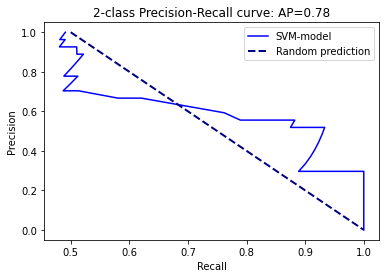 2-class Precision-Recall curve: AP=0.78
SVM-model
Random prediction
Precision
1.0
0.8
0.6
0.4
0.2
0.0
0.5 0.6 0.7 0.8 0.9 1.0
Recall